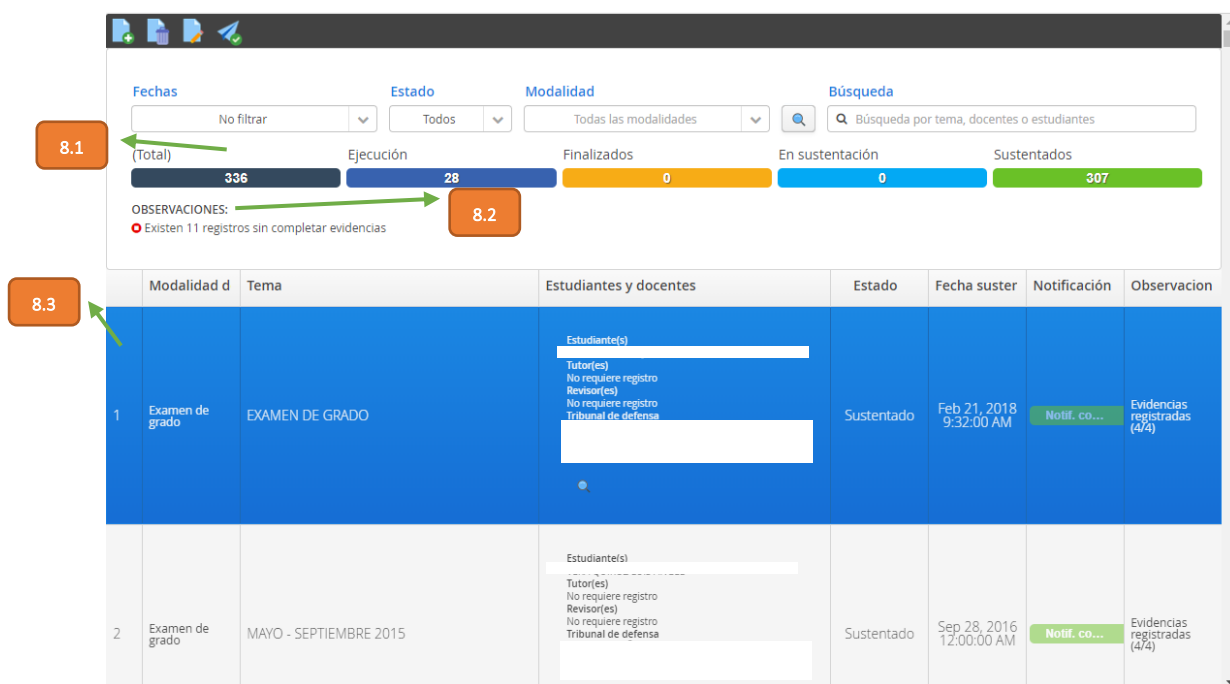 Fechas Estado Modalidad Búsqueda
No filtrar Todos Todas las modalidades Búsqueda por tema, docentes o estudiantes
8.1
(Total) Ejecución Finalizados En sustentación Sustentados
336 28 0 0 307
OBSERVACIONES:
8.2
Existen 11 registros sin completar evidencias
Modalidad d Tema Estudiantes y docentes Estado Fecha suster Notificación Observacion
8.3
Estudiante(s)
Tutor(es)
No requiere registro
Revisor(es)
No requiere registro
Tribunal de defensa
1 Examen de grado EXAMEN DE GRADO Sustentado Feb 21, 2018 9:32:00 AM Notif. co... Evidencias registradas (4/4)
Estudiante(s)
Tutor(es)
No requiere registro
Revisor(es)
No requiere registro
Tribunal de defensa
2 Examen de grado MAYO - SEPTIEMBRE 2015 Sustentado Sep 28, 2016 12:00:00 AM Notif. co... Evidencias registradas (4/4)